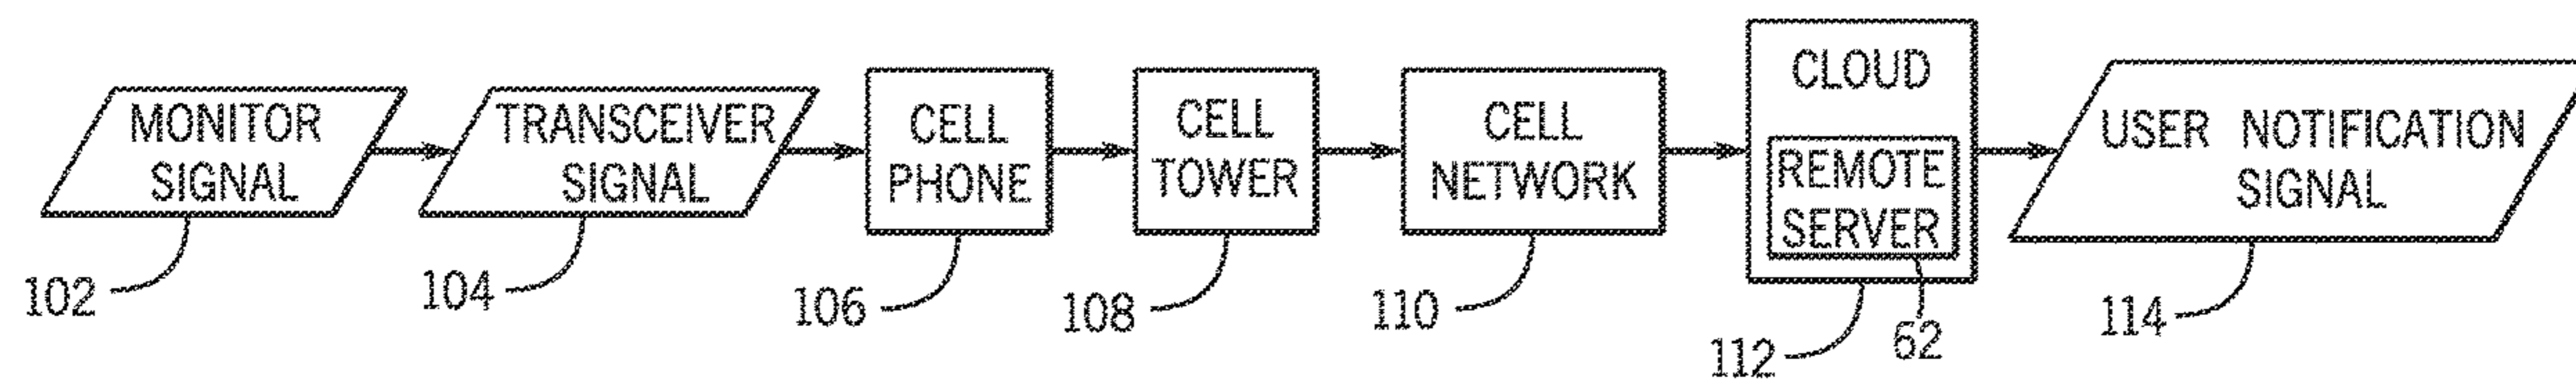 MONITOR
SIGNAL
TRANSCEIVER
SIGNAL
CELL
PHONE
CELL
TOWER
CELL
NETWORK
CLOUD
REMOTE
SERVER
USER NOTIFICATION
SIGNAL
102
104
106
108
110
112
62
114